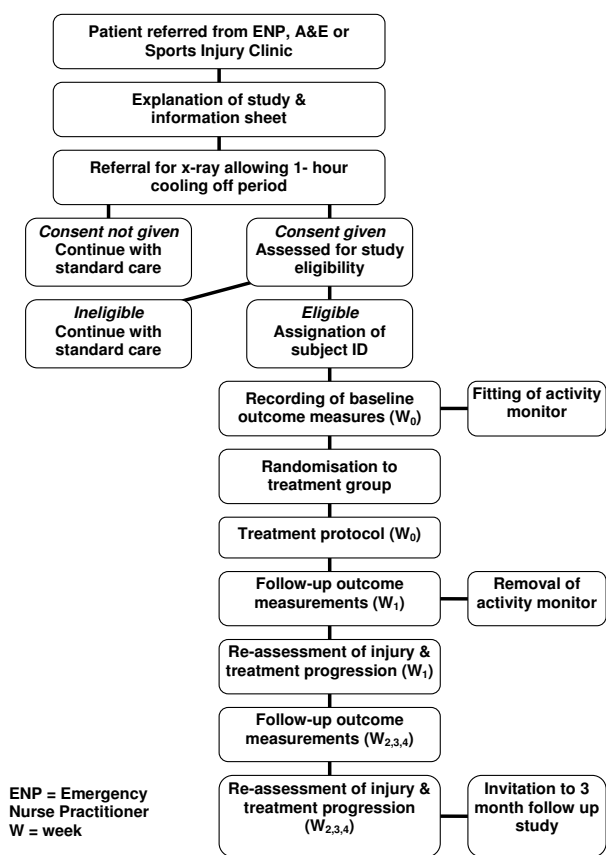 Patient referred from ENP, A&E or
Sports Injury Clinic
Explanation of study &
information sheet
Referral for x-ray allowing 1- hour
cooling off period
Consent not given
Continue with
standard care
Consent given
Assessed for study
eligibility
Ineligible
Continue with
standard care
Eligible
Assignation of
subject ID
Recording of baseline
outcome measures (W0)
Fitting of activity
monitor
Randomisation to
treatment group
Treatment protocol (W0)
Follow-up outcome
measurements (W1)
Removal of
activity monitor
Re-assessment of injury &
treatment progression (W1)
Follow-up outcome
measurements (W2,3,4)
Re-assessment of injury &
treatment progression
(W2,3,4)
Invitation to 3
month follow up
study
ENP = Emergency
Nurse Practitioner
W = week